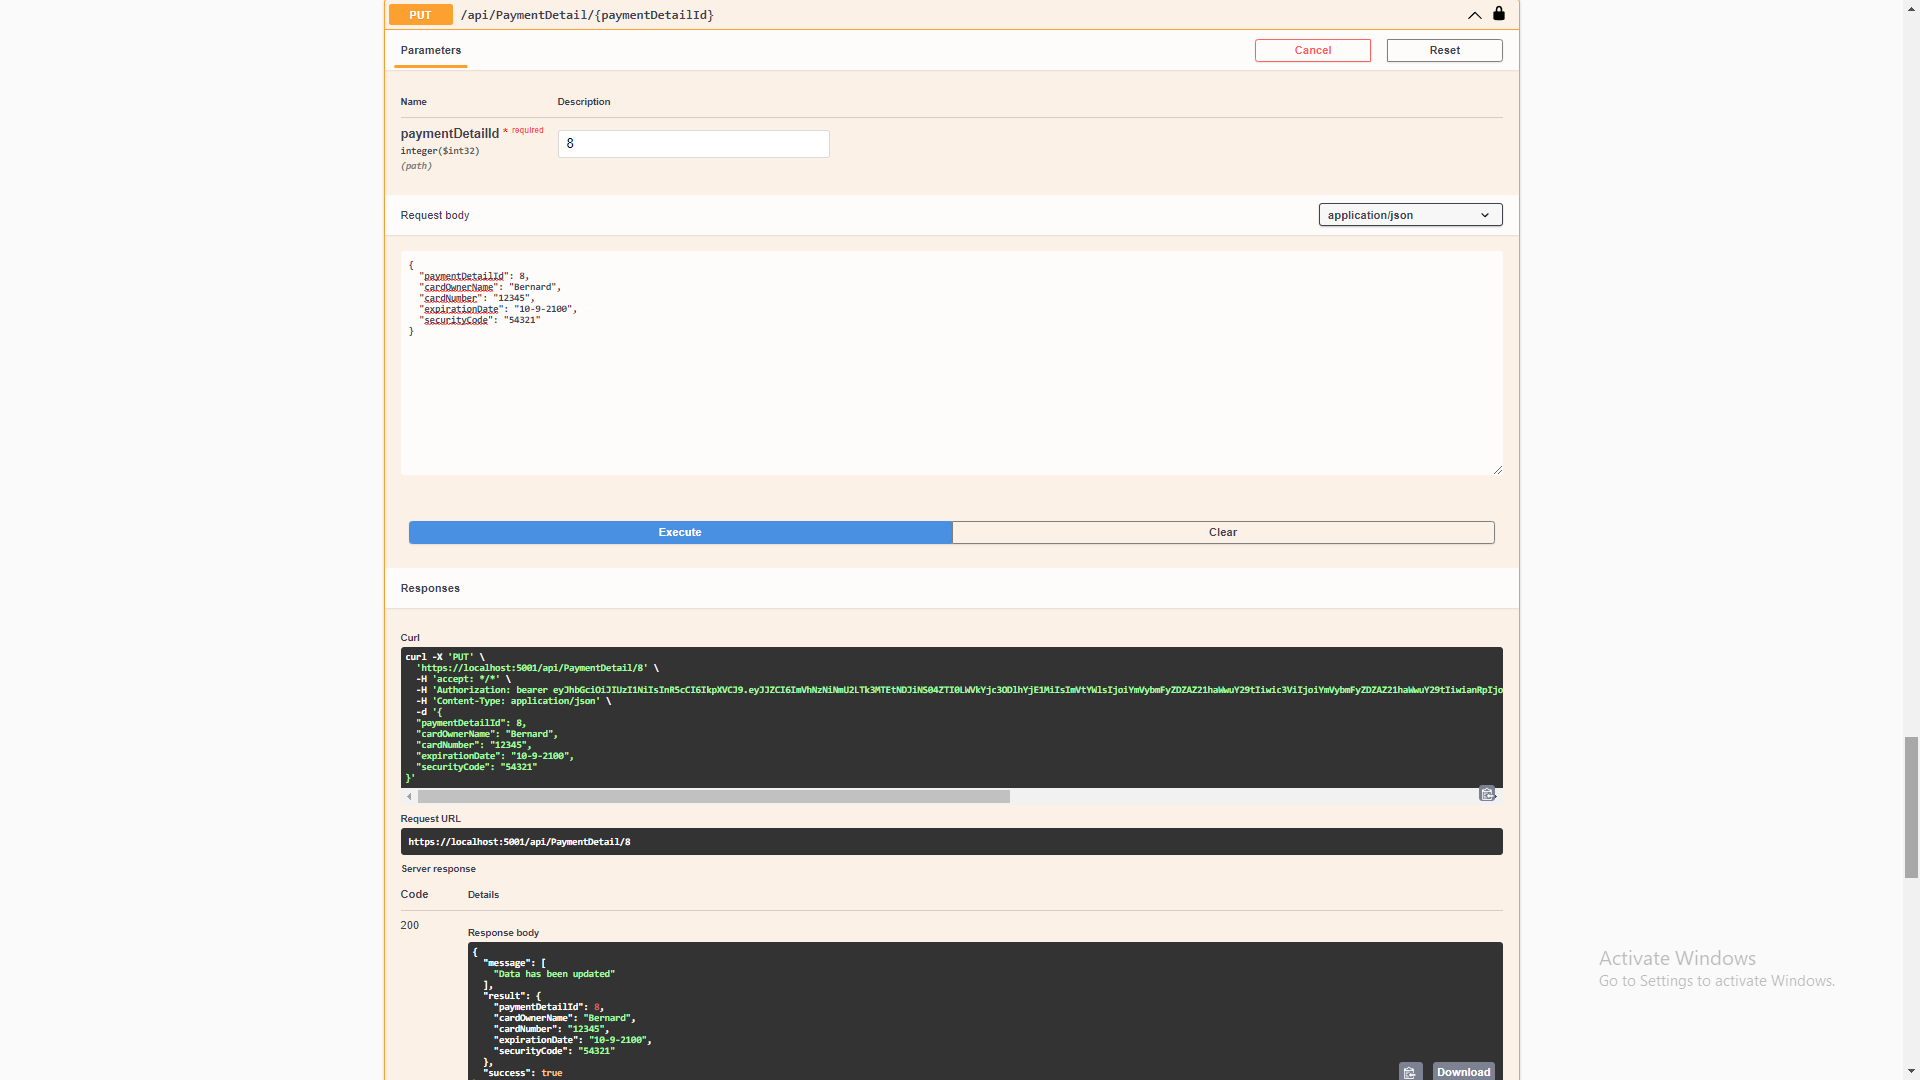 PUT /api/PaymentDetail/{paymentDetailId}
Parameters
Cancel
Reset
Name Description
paymentDetailId * required
integer($int32)
(path)
8
Request body
application/json
{
"paymentDetailId": 8,
"cardOwnerName": "Bernard",
"cardNumber": "12345",
"expirationDate": "10-9-2100",
"securityCode": "54321"
}
Execute
Clear
Responses
Curl
curl -X 'PUT' \
'https://localhost:5001/api/PaymentDetail/8' \
-H 'accept: */*' \
-H 'Authorization: bearer
-H 'Content-Type: application/json' \
-d '{
"paymentDetailId": 8,
"cardOwnerName": "Bernard",
"cardNumber": "12345",
"expirationDate": "10-9-2100",
"securityCode": "54321"
}'
Request URL
https://localhost:5001/api/PaymentDetail/8
Server response
Code Details
200
Response body
{
"message": [
"Data has been updated"
],
"result": {
"paymentDetailId": 8,
"cardOwnerName": "Bernard",
"cardNumber": "12345",
"expirationDate": "10-9-2100",
"securityCode": "54321"
},
"success": true
Download
Activate Windows
Go to Settings to activate Windows.